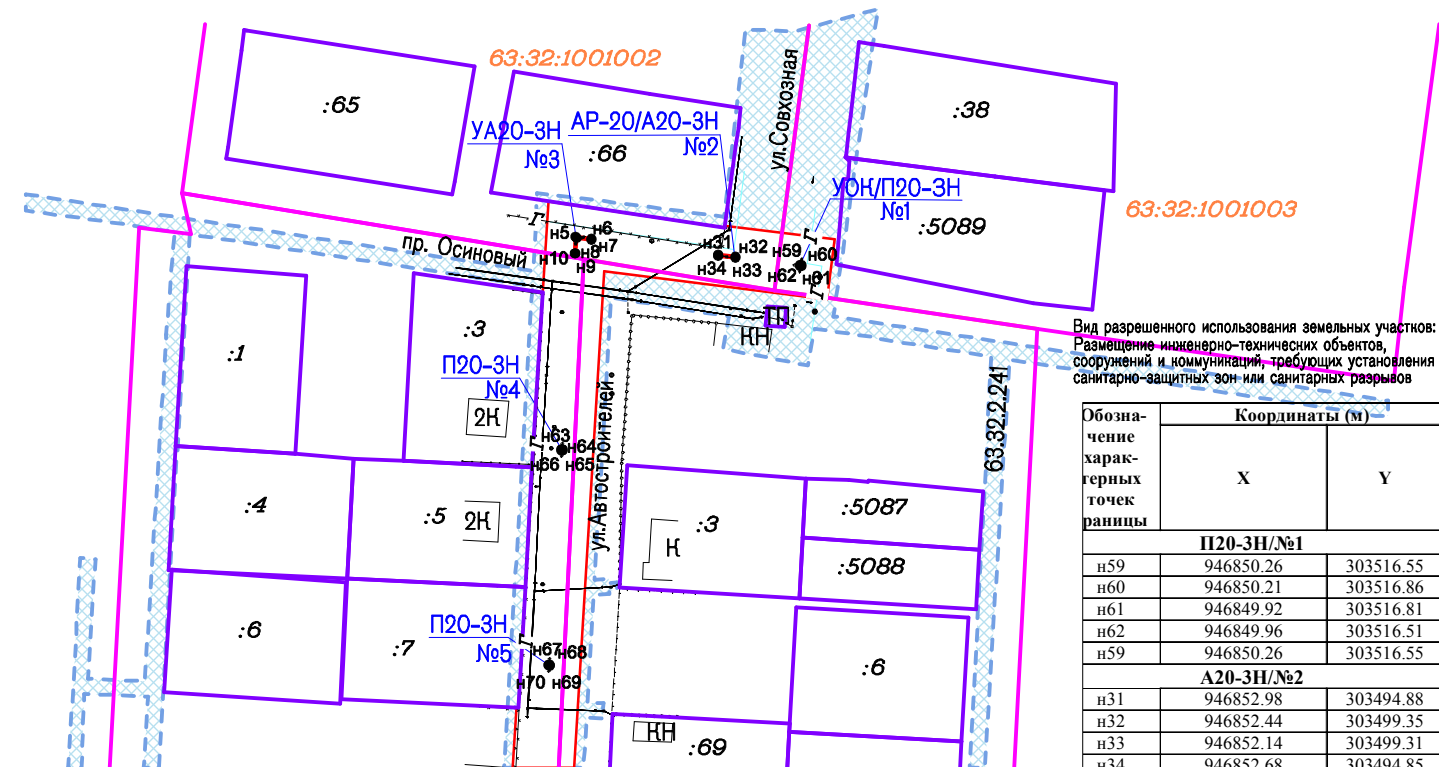 63:32:1001002
:65
:38
УА20-3Н
№3
АР-20/А20-3Н
№2
:66
ул.Совхозная
УОК/П20-3Н
№1
63:32:1001003
:5089
Г
Г
н5
н6
н7
н8
н9
н10
н31
н32
н33
н34
н59
н60
н61
н62
Г
пр. Осиновый
:1
:3
КН
П20-3Н
№4
2К
н63
н64
н65
н66
Г
ул.Автостроителей
63.32.2.241
:4
:5
2К
:3
К
:5087
:5088
:6
:7
П20-3Н
№5
Г
н67
н68
н69
н70
:6
КН
:69
Вид разрешенного использования земельных участков:
Размещение инженерно-технических объектов,
сооружений и коммуникаций, требующих установления
санитарно-защитных зон или санитарных разрывов
Обозна- Координаты (м)
чение
харак-
терных X Y
точек
раницы
П20-3Н/№1
н59 946850.26 303516.55
н60 946850.21 303516.86
н61 946849.92 303516.81
н62 946849.96 303516.51
н59 946850.26 303516.55
А20-3Н/№2
н31 946852.98 303494.88
н32 946852.44 303499.35
н33 946852.14 303499.31
н34 946852.68 303494.85